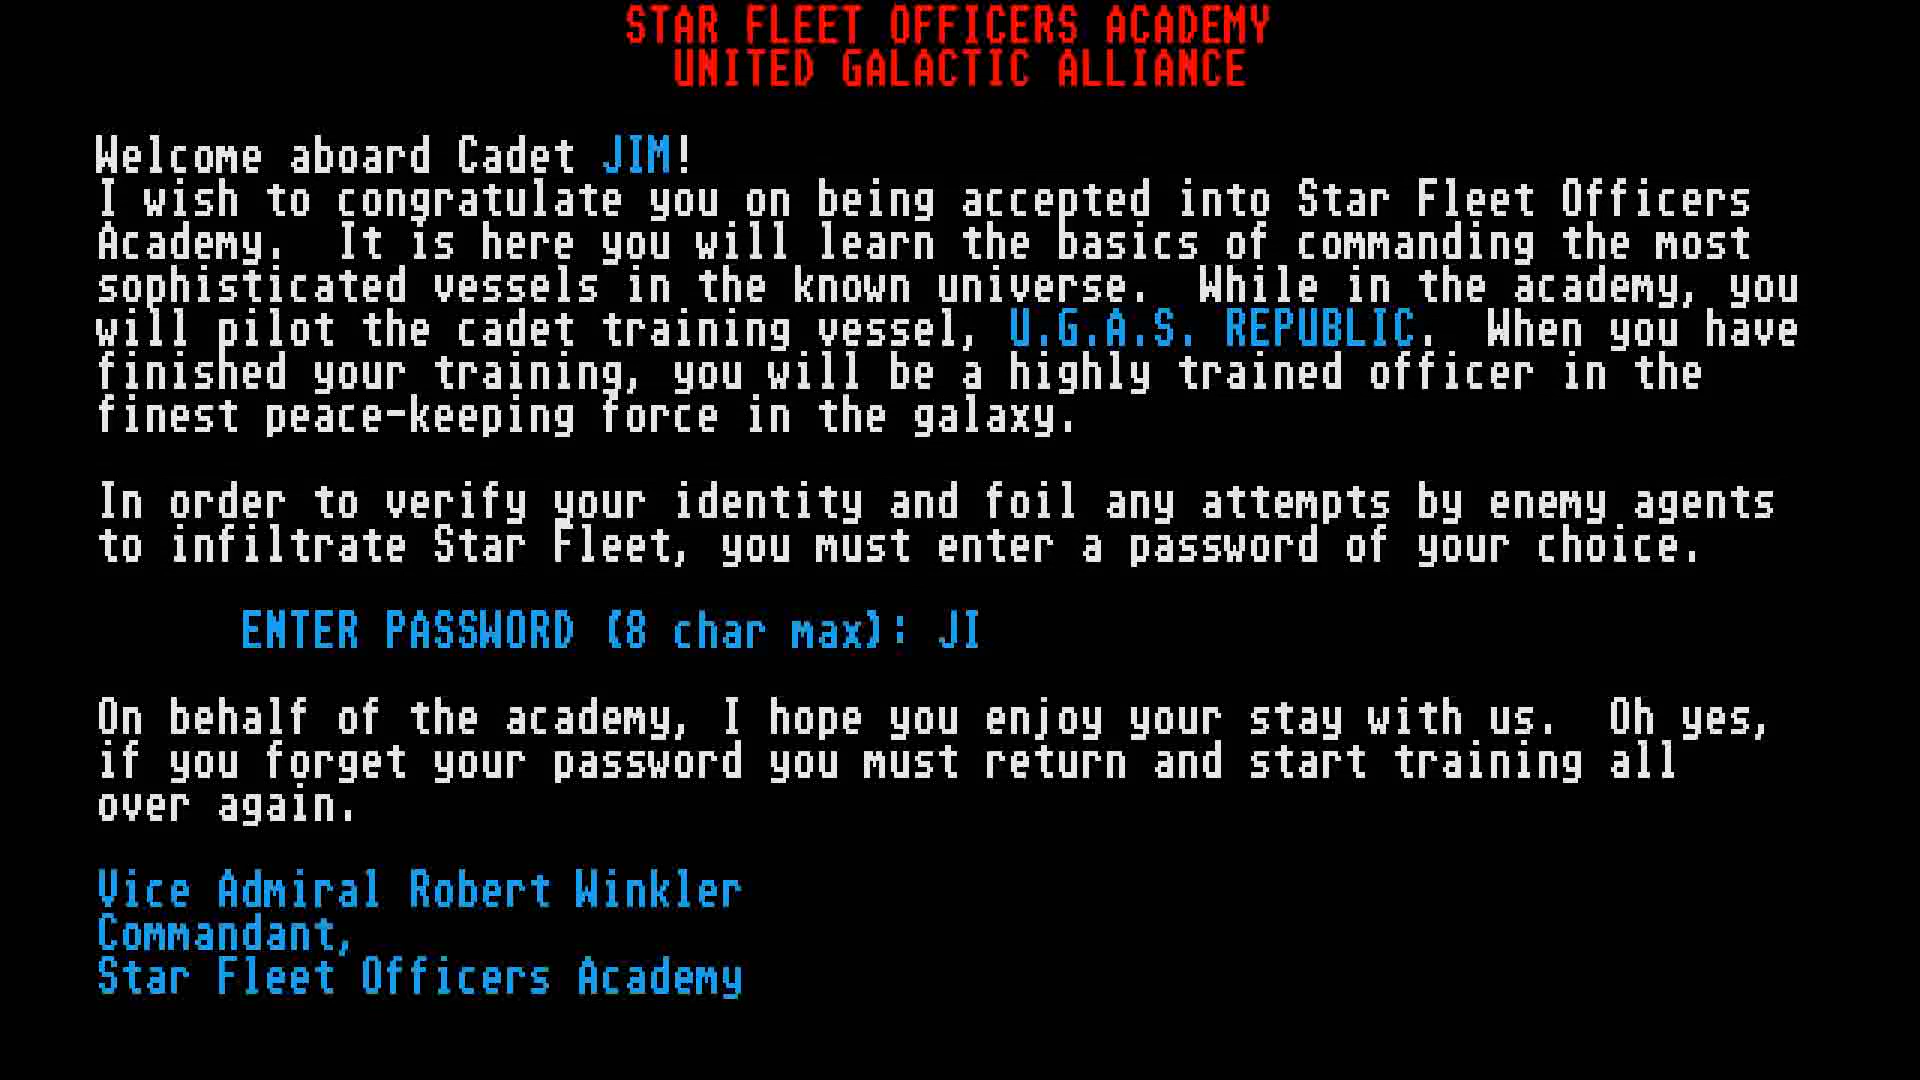 STAR FLEET OFFICERS ACADEMY
UNITED GALACTIC ALLIANCE
Welcome aboard Cadet JIM!
I wish to congratulate you on being accepted into Star Fleet Officers
Academy.  It is here you will learn the basics of commanding the most
sophisticated vessels in the known universe.  While in the academy, you
will pilot the cadet training vessel, U.G.A.S. REPUBLIC.  When you have
finished your training, you will be a highly trained officer in the
finest peace-keeping force in the galaxy.
In order to verify your identity and foil any attempts by enemy agents
to infiltrate Star Fleet, you must enter a password of your choice.
ENTER PASSWORD (8 char max): JI
On behalf of the academy, I hope you enjoy your stay with us.  Oh yes,
if you forget your password you must return and start training all
over again.
Vice Admiral Robert Winkler
Commandant,
Star Fleet Officers Academy